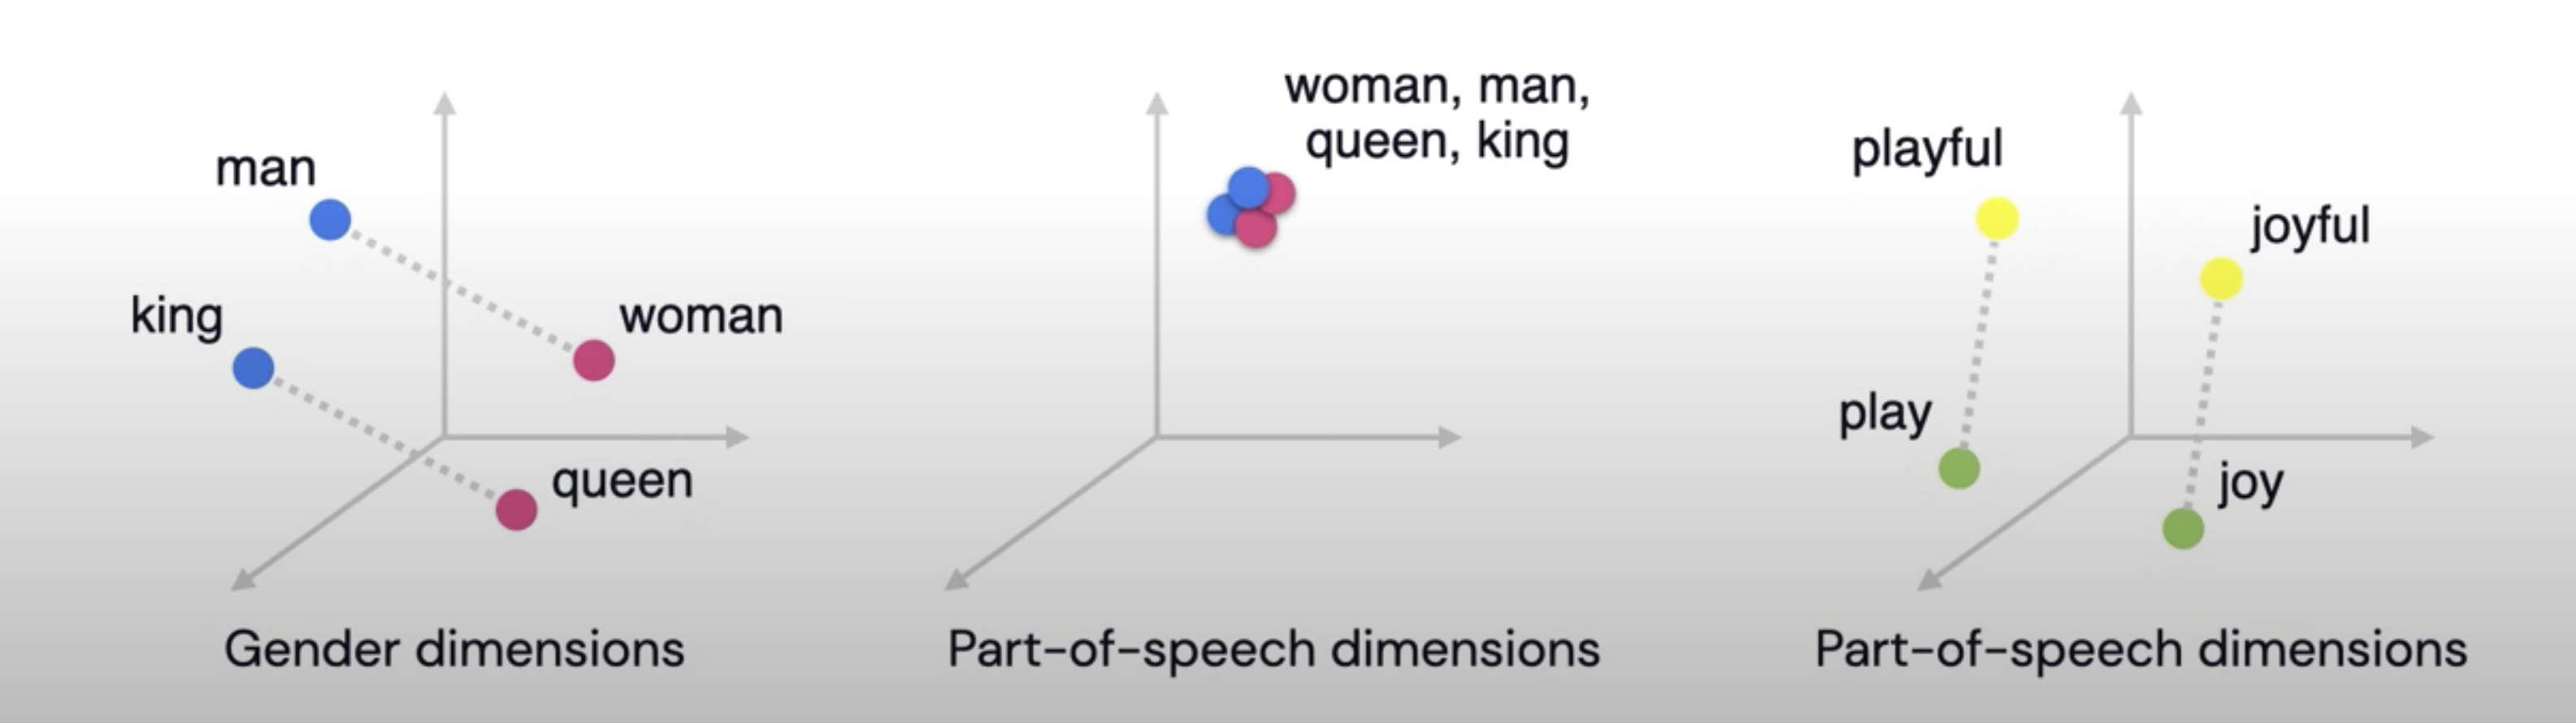 man
king
woman
queen
Gender dimensions
woman, man,
queen, king
Part-of-speech dimensions
playful
joyful
play
joy
Part-of-speech dimensions